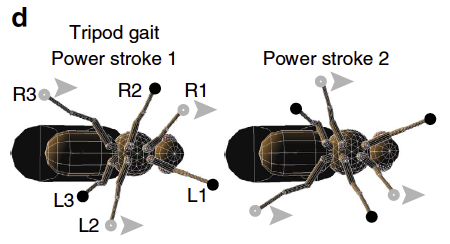 d
Tripod gait
Power stroke 1
Power stroke 2
R3
R2
R1
L3
L2
L1